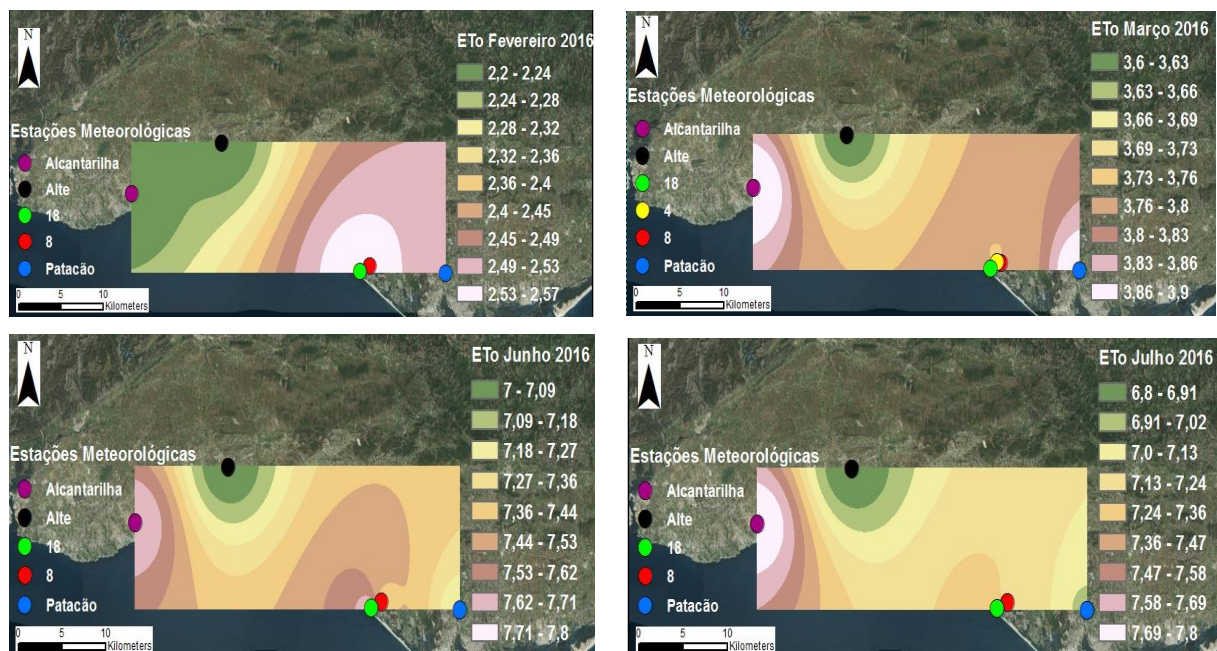 N
ETo Fevereiro 2016
2,2 - 2,24
2,24 - 2,28
2,28 - 2,32
2,32 - 2,36
2,36 - 2,4
2,4 - 2,45
2,45 - 2,49
2,49 - 2,53
2,53 - 2,57
Estações Meteorológicas
Alcantarilha
Alte
18
8
Patacão
0 5 10
Kilometers
N
ETo Março 2016
3,6 - 3,63
3,63 - 3,66
3,66 - 3,69
3,69 - 3,73
3,73 - 3,76
3,76 - 3,8
3,8 - 3,83
3,83 - 3,86
3,86 - 3,9
Estações Meteorológicas
Alcantarilha
Alte
18
4
8
Patacão
0 5 10
Kilometers
N
ETo Junho 2016
7 - 7,09
7,09 - 7,18
7,18 - 7,27
7,27 - 7,36
7,36 - 7,44
7,44 - 7,53
7,53 - 7,62
7,62 - 7,71
7,71 - 7,8
Estações Meteorológicas
Alcantarilha
Alte
18
8
Patacão
0 5 10
Kilometers
N
ETo Julho 2016
6,8 - 6,91
6,91 - 7,02
7,0 - 7,13
7,13 - 7,24
7,24 - 7,36
7,36 - 7,47
7,47 - 7,58
7,58 - 7,69
7,69 - 7,8
Estações Meteorológicas
Alcantarilha
Alte
18
8
Patacão
0 5 10
Kilometers